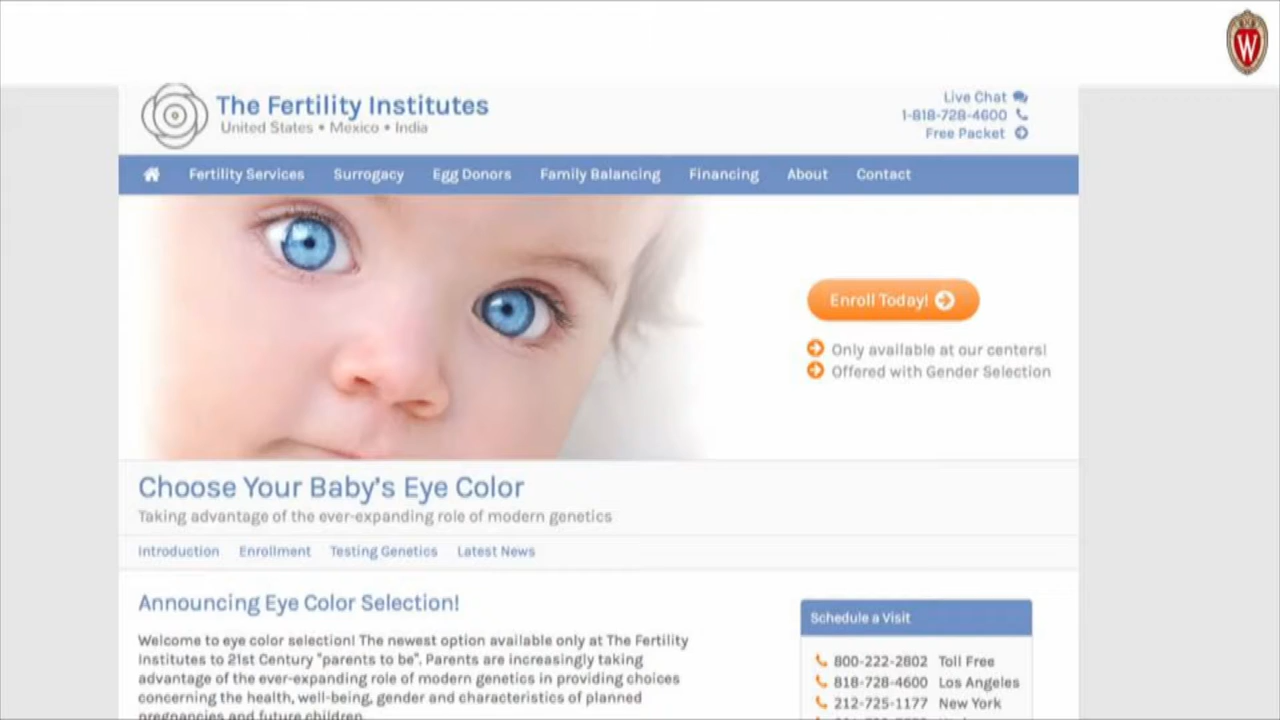 W
The Fertility Institutes
United States • Mexico • India
Live Chat
1-818-728-4600
Free Packet
Fertility Services Surrogacy Egg Donors Family Balancing Financing About Contact
Enroll Today!
Only available at our centers!
Offered with Gender Selection
Choose Your Baby's Eye Color
Taking advantage of the ever-expanding role of modern genetics
Introduction Enrollment Testing Genetics Latest News
Announcing Eye Color Selection!
Welcome to eye color selection! The newest option available only at The Fertility
Institutes to 21st Century "parents to be". Parents are increasingly taking
advantage of the ever-expanding role of modern genetics in providing choices
concerning the health, well-being, gender and characteristics of planned
pregnancies and future children.
Schedule a Visit
800-222-2802 Toll Free
818-728-4600 Los Angeles
212-725-1177 New York